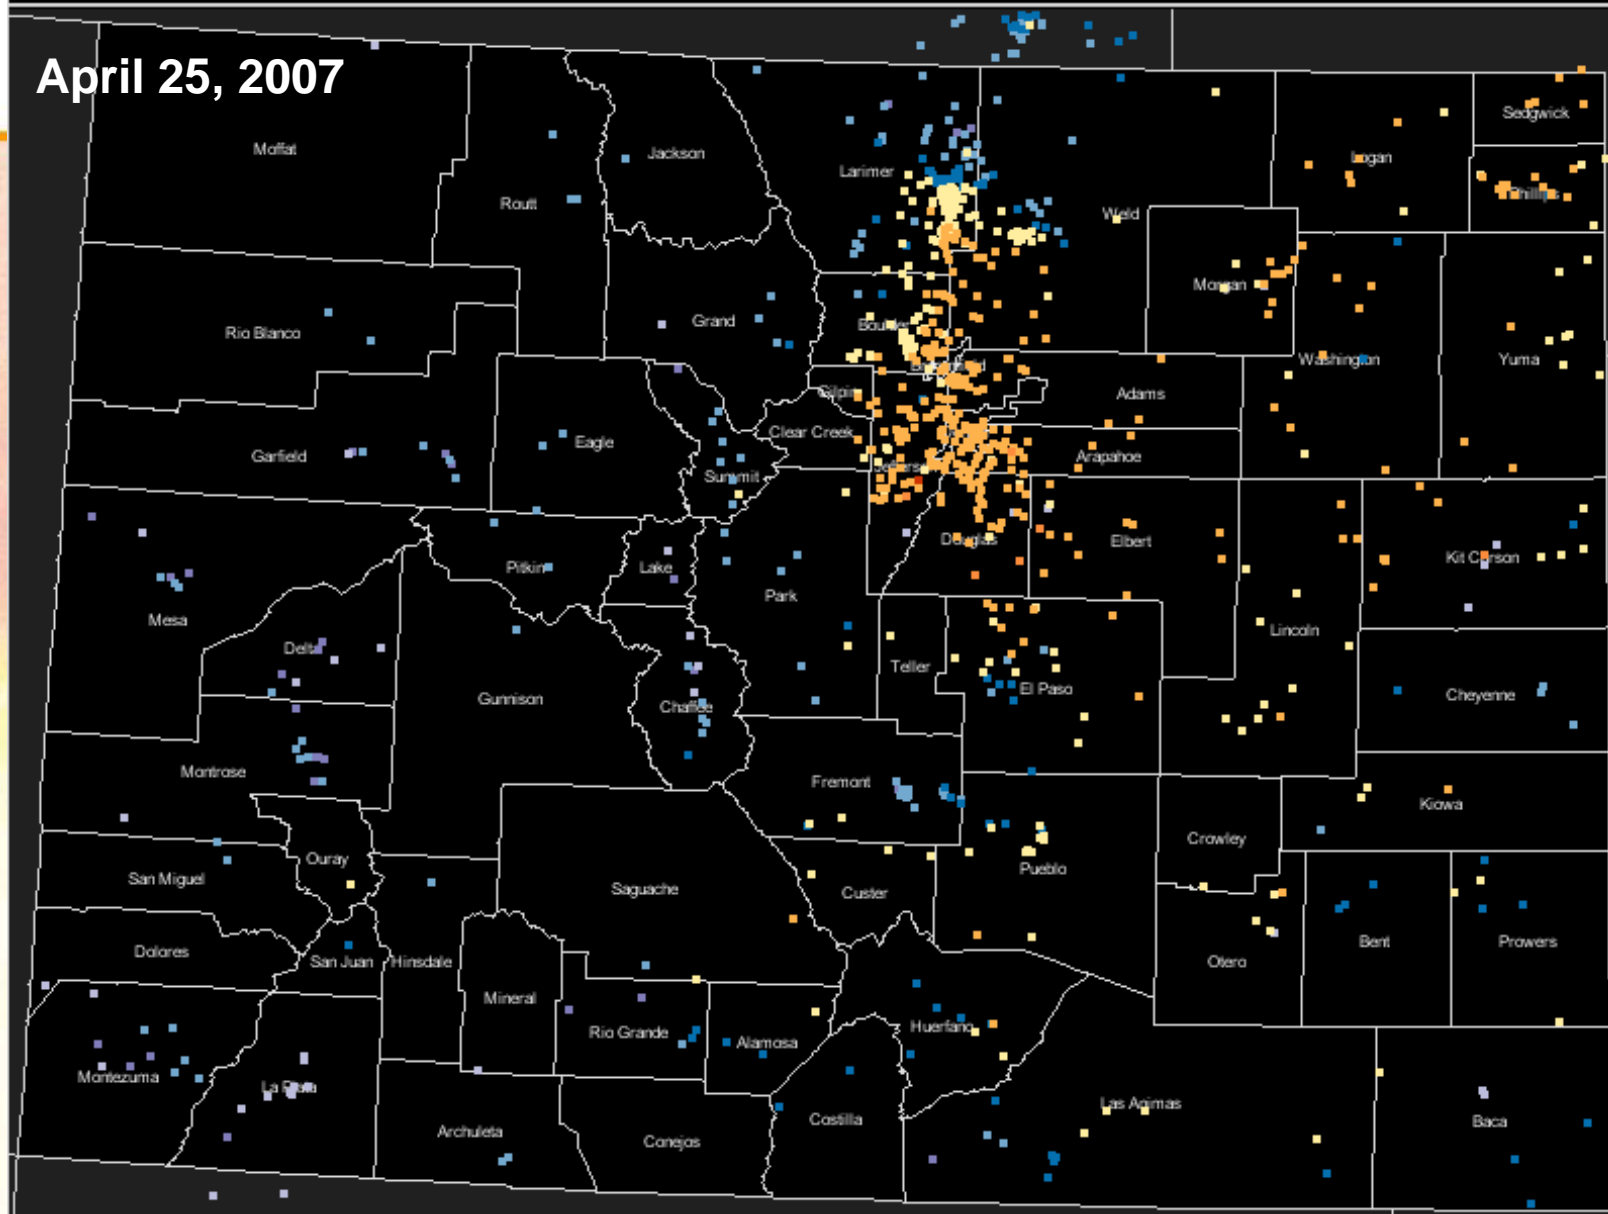 April 25, 2007
Sedgwick
Moffat
Jackson
Logan
Larimer
Phillips
Routt
Weld
Morgan
Grand
Boulder
Rio Blanco
Washington
Yuma
Broomfield
Gilpin
Adams
Clear Creek
Eagle
Garfield
Arapahoe
Jefferson
Summit
Douglas
Elbert
Kit Carson
Pitkin
Lake
Park
Mesa
Lincoln
Delta
Teller
El Paso
Cheyenne
Gunnison
Chaffee
Montrose
Fremont
Kiowa
Crowley
Ouray
Pueblo
San Miguel
Saguache
Custer
Bent
Prowers
Dolores
San Juan
Hinsdale
Otero
Mineral
Rio Grande
Huerfano
Alamosa
Montezuma
La Plata
Las Animas
Costilla
Baca
Archuleta
Conejos